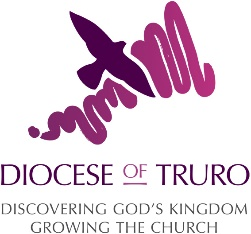 DIOCESE OF TRURO
DISCOVERING GOD'S KINGDOM
GROWING THE CHURCH